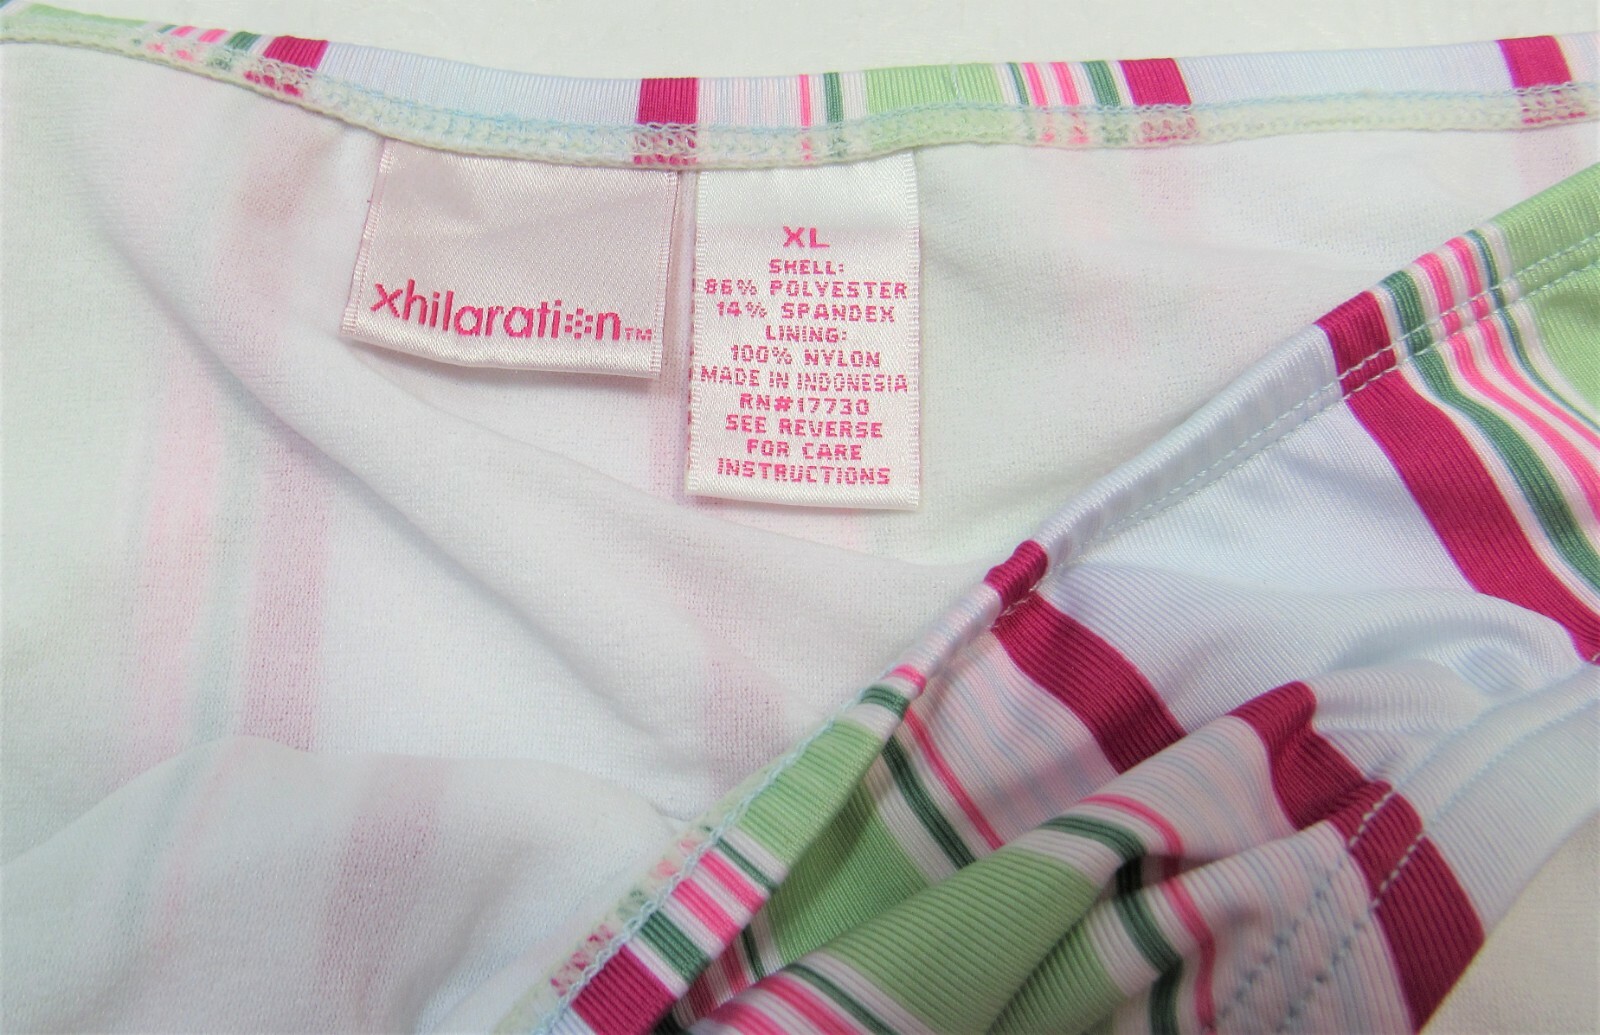 xhilaration™
XL
SHELL:
86% POLYESTER
14% SPANDEX
LINING:
100% NYLON
MADE IN INDONESIA
RN#17730
SEE REVERSE
FOR CARE
INSTRUCTIONS